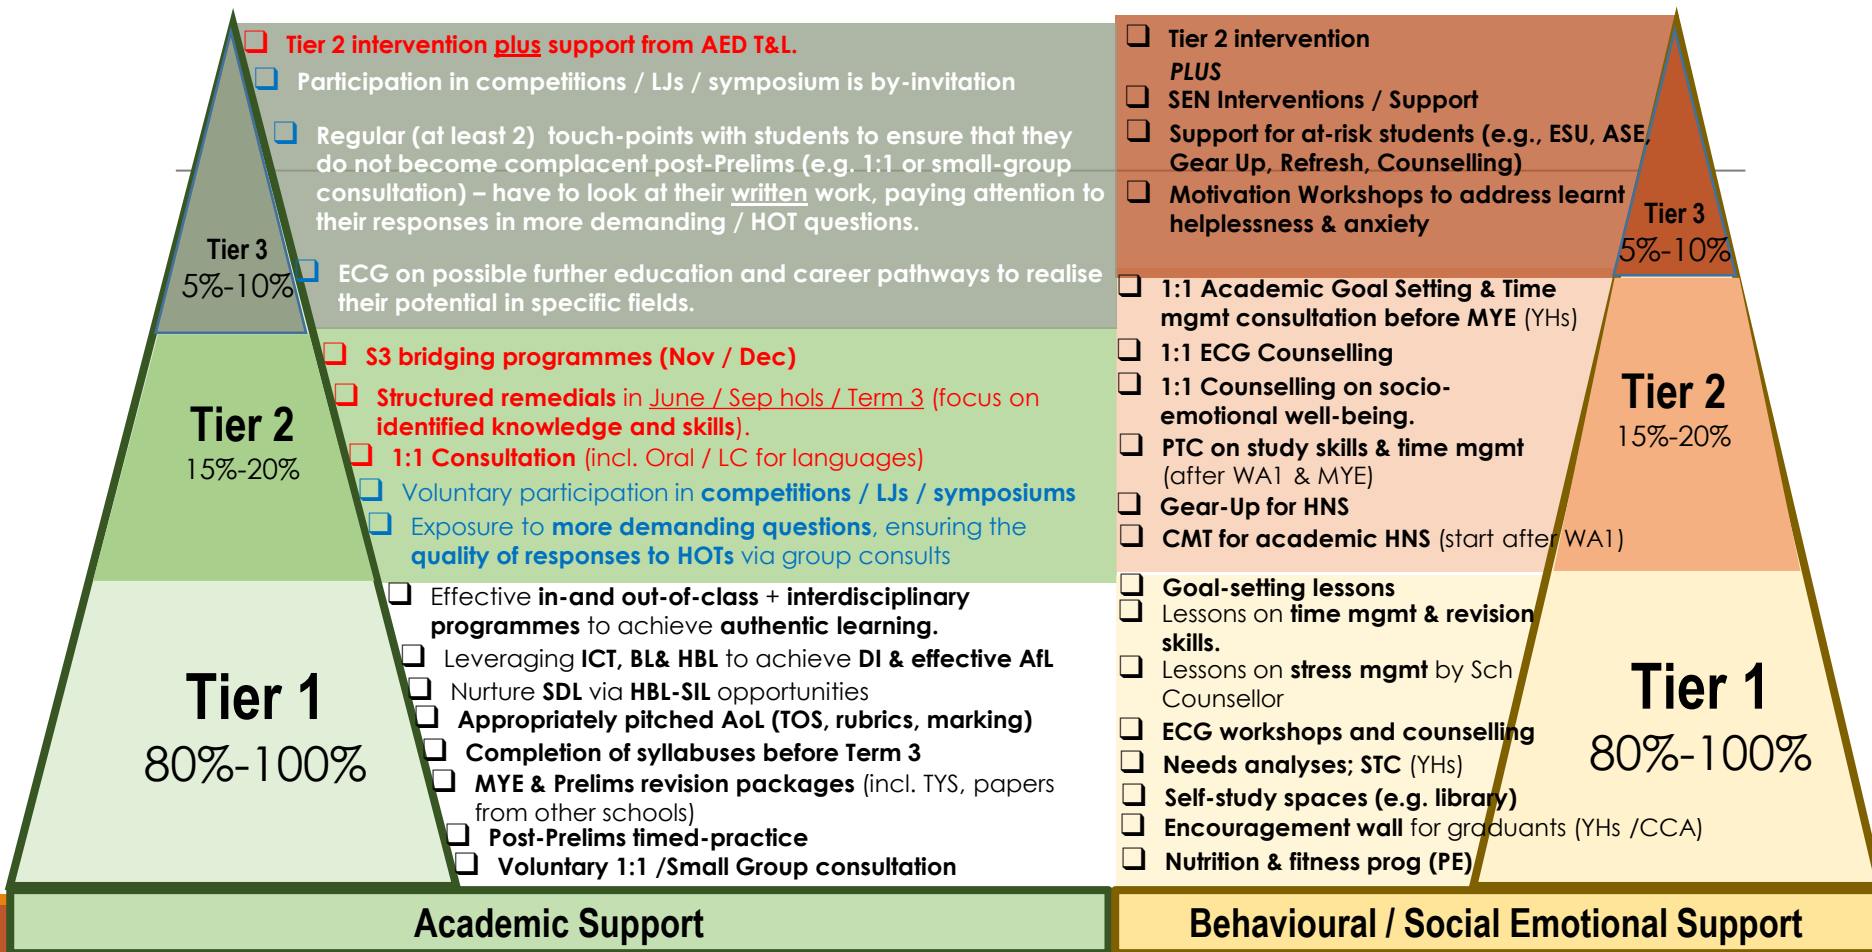 Tier 2 intervention plus support from AED T&L.
Participation in competitions / LJs / symposium is by-invitation
Regular (at least 2) touch-points with students to ensure that they
do not become complacent post-Prelims (e.g. 1:1 or small-group
consultation) – have to look at their written work, paying attention to
their responses in more demanding / HOT questions.
ECG on possible further education and career pathways to realise
their potential in specific fields.
Tier 3
5%-10%
S3 bridging programmes (Nov / Dec)
Structured remedials in June / Sep hols / Term 3 (focus on
identified knowledge and skills).
1:1 Consultation (incl. Oral / LC for languages)
Voluntary participation in competitions / LJs / symposiums
Exposure to more demanding questions, ensuring the
quality of responses to HOTs via group consults
Tier 2
15%-20%
Effective in-and out-of-class + interdisciplinary
programmes to achieve authentic learning.
Leveraging ICT, BL& HBL to achieve DI & effective AfL
Nurture SDL via HBL-SIL opportunities
Appropriately pitched AoL (TOS, rubrics, marking)
Completion of syllabuses before Term 3
MYE & Prelims revision packages (incl. TYS, papers
from other schools)
Post-Prelims timed-practice
Voluntary 1:1 /Small Group consultation
Tier 1
80%-100%
Academic Support
Tier 2 intervention
PLUS
SEN Interventions / Support
Support for at-risk students (e.g., ESU, ASE,
Gear Up, Refresh, Counselling)
Motivation Workshops to address learnt
helplessness & anxiety
Tier 3
5%-10%
1:1 Academic Goal Setting & Time
mgmt consultation before MYE (YHs)
1:1 ECG Counselling
1:1 Counselling on socio-
emotional well-being.
PTC on study skills & time mgmt
(after WA1 & MYE)
Gear-Up for HNS
CMT for academic HNS (start after WA1)
Tier 2
15%-20%
Goal-setting lessons
Lessons on time mgmt & revision
skills.
Lessons on stress mgmt by Sch
Counsellor
ECG workshops and counselling
Needs analyses; STC (YHs)
Self-study spaces (e.g. library)
Encouragement wall for graduants (YHs /CCA)
Nutrition & fitness prog (PE)
Tier 1
80%-100%
Behavioural / Social Emotional Support